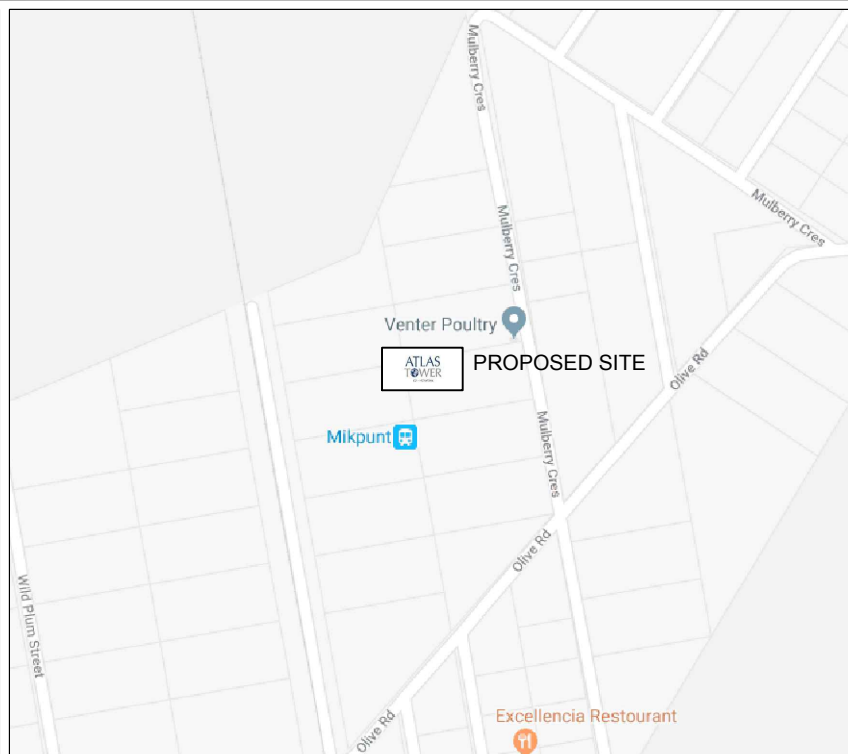 Mulberry Cres
Mulberry Cres
Mulberry Cres
Venter Poultry
ATLAS
TOWER
PROPOSED SITE
Olive Rd
Mikpunt
Mulberry Cres
Olive Rd
Wild Plum Street
Excellencia Restourant
Olive Rd